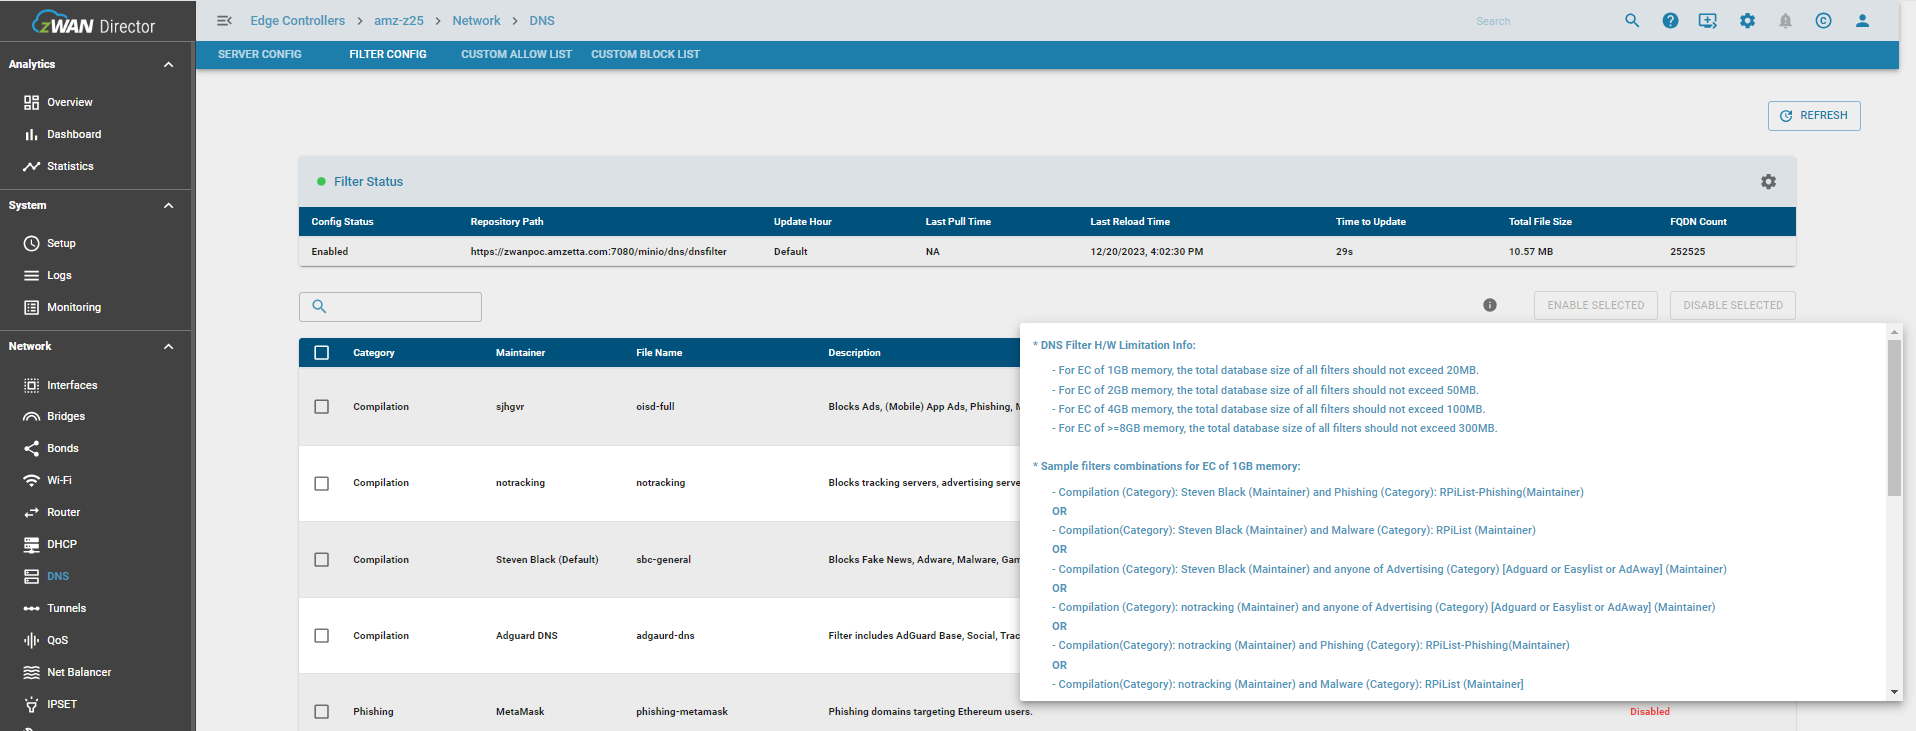 zWAN Director
Edge Controllers > amz-z25 > Network > DNS
Search
SERVER CONFIG FILTER CONFIG CUSTOM ALLOW LIST CUSTOM BLOCK LIST
Analytics
Overview
Dashboard
Statistics
System
Setup
Logs
Monitoring
Network
Interfaces
Bridges
Bonds
Wi-Fi
Router
DHCP
DNS
Tunnels
QoS
Net Balancer
IPSET
REFRESH
Filter Status
Config Status Repository Path Update Hour Last Pull Time Last Reload Time Time to Update Total File Size FQDN Count
Enabled https://zwanpoc.amzetta.com:7080/minio/dns/dnsfilter Default NA 12/20/2023, 4:02:30 PM 29s 10.57 MB 252525
ENABLE SELECTED DISABLE SELECTED
Category Maintainer File Name Description
Compilation sjhgvr oisd-full Blocks Ads, (Mobile) App Ads, Phishing,
Compilation notracking notracking Blocks tracking servers, advertising serve
Compilation Steven Black (Default) sbc-general Blocks Fake News, Adware, Malware, Gam
Compilation Adguard DNS adgaurd-dns Filter includes AdGuard Base, Social, Trac
Phishing MetaMask phishing-metamask Phishing domains targeting Ethereum users. Disabled
* DNS Filter H/W Limitation Info:
- For EC of 1GB memory, the total database size of all filters should not exceed 20MB.
- For EC of 2GB memory, the total database size of all filters should not exceed 50MB.
- For EC of 4GB memory, the total database size of all filters should not exceed 100MB.
- For EC of >=8GB memory, the total database size of all filters should not exceed 300MB.
* Sample filters combinations for EC of 1GB memory:
- Compilation (Category): Steven Black (Maintainer) and Phishing (Category): RPiList-Phishing(Maintainer)
OR
- Compilation(Category): Steven Black (Maintainer) and Malware (Category): RPiList (Maintainer)
OR
- Compilation (Category): Steven Black (Maintainer) and anyone of Advertising (Category) [Adguard or Easylist or AdAway] (Maintainer)
OR
- Compilation (Category): notracking (Maintainer) and anyone of Advertising (Category) [Adguard or Easylist or AdAway] (Maintainer)
OR
- Compilation(Category): notracking (Maintainer) and Phishing (Category): RPiList-Phishing(Maintainer)
OR
- Compilation(Category): notracking (Maintainer) and Malware (Category): RPiList (Maintainer]